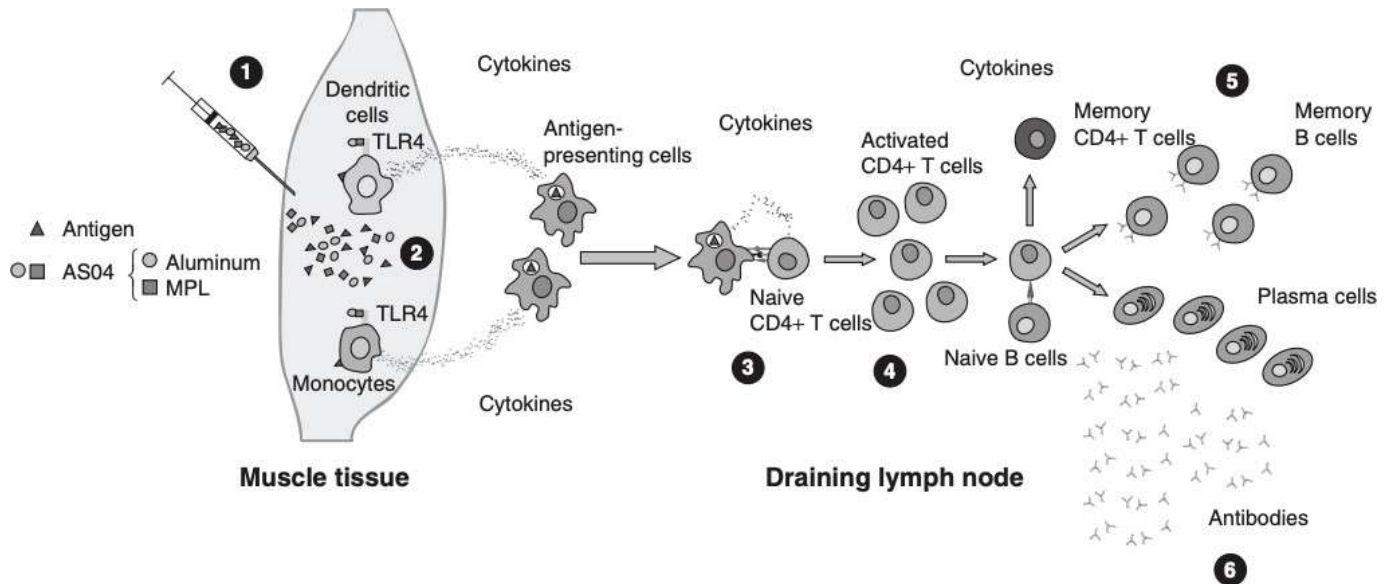 1
Dendritic
cells
TLR4
Antigen
AS04
Aluminum
MPL
2
TLR4
Monocytes
Muscle tissue
Cytokines
Antigen-
presenting cells
Cytokines
Cytokines
Naive
CD4+ T cells
3
Activated
CD4+ T cells
4
Cytokines
Naive B cells
Memory
CD4+ T cells
5
Memory
B cells
Plasma cells
Draining lymph node
Antibodies
6